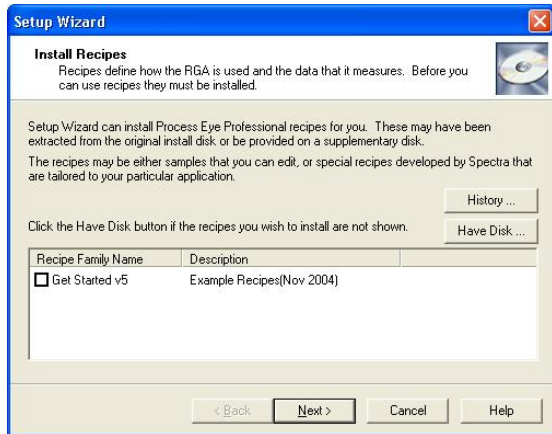 Setup Wizard
Install Recipes
Recipes define how the RGA is used and the data that it measures. Before you
can use recipes they must be installed.
Setup Wizard can install Process Eye Professional recipes for you. These may have been
extracted from the original install disk or be provided on a supplementary disk.
The recipes may be either samples that you can edit, or special recipes developed by Spectra that
are tailored to your particular application.
History ...
Click the Have Disk button if the recipes you wish to install are not shown.
Have Disk ...
Recipe Family Name Description
Get Started v5 Example Recipes(Nov 2004)
< Back Next > Cancel Help